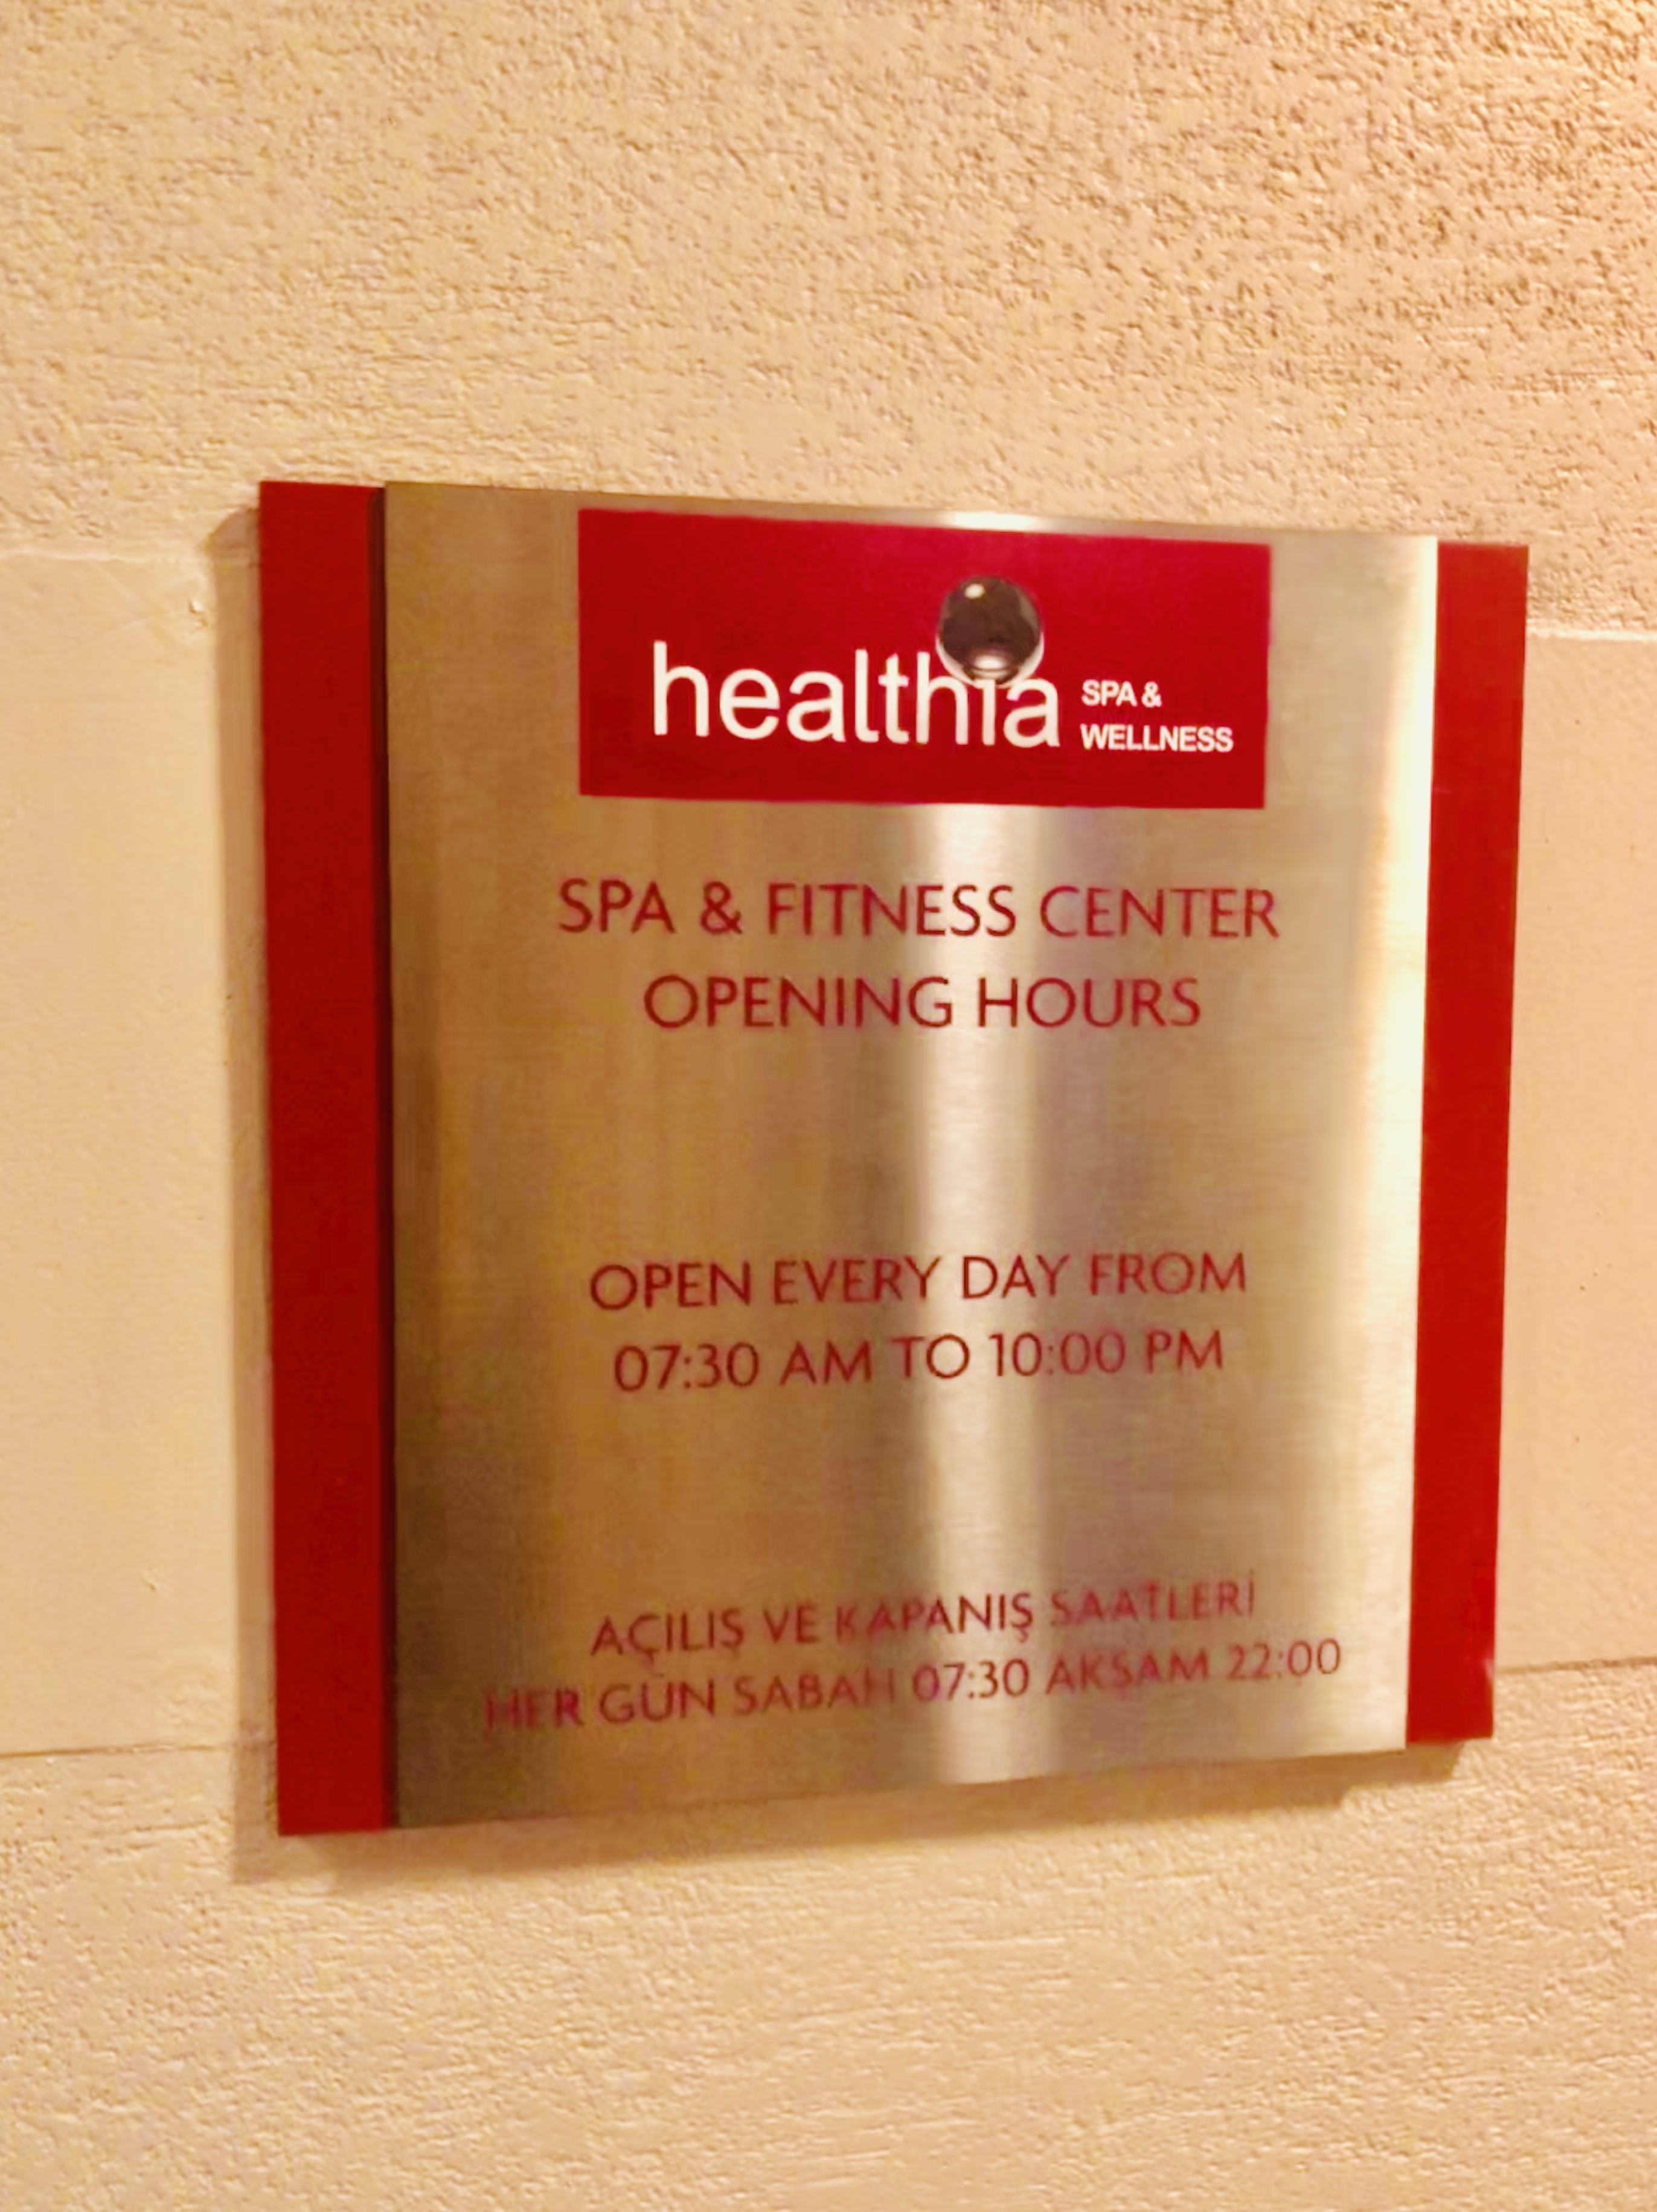 healthia SPA &
WELLNESS
SPA & FITNESS CENTER
OPENING HOURS
OPEN EVERY DAY FROM
07:30 AM TO 10:00 PM
AÇILIŞ VE KAPANIŞ SAATLERİ
HER GÜN SABAH 07:30 AKŞAM 22:00